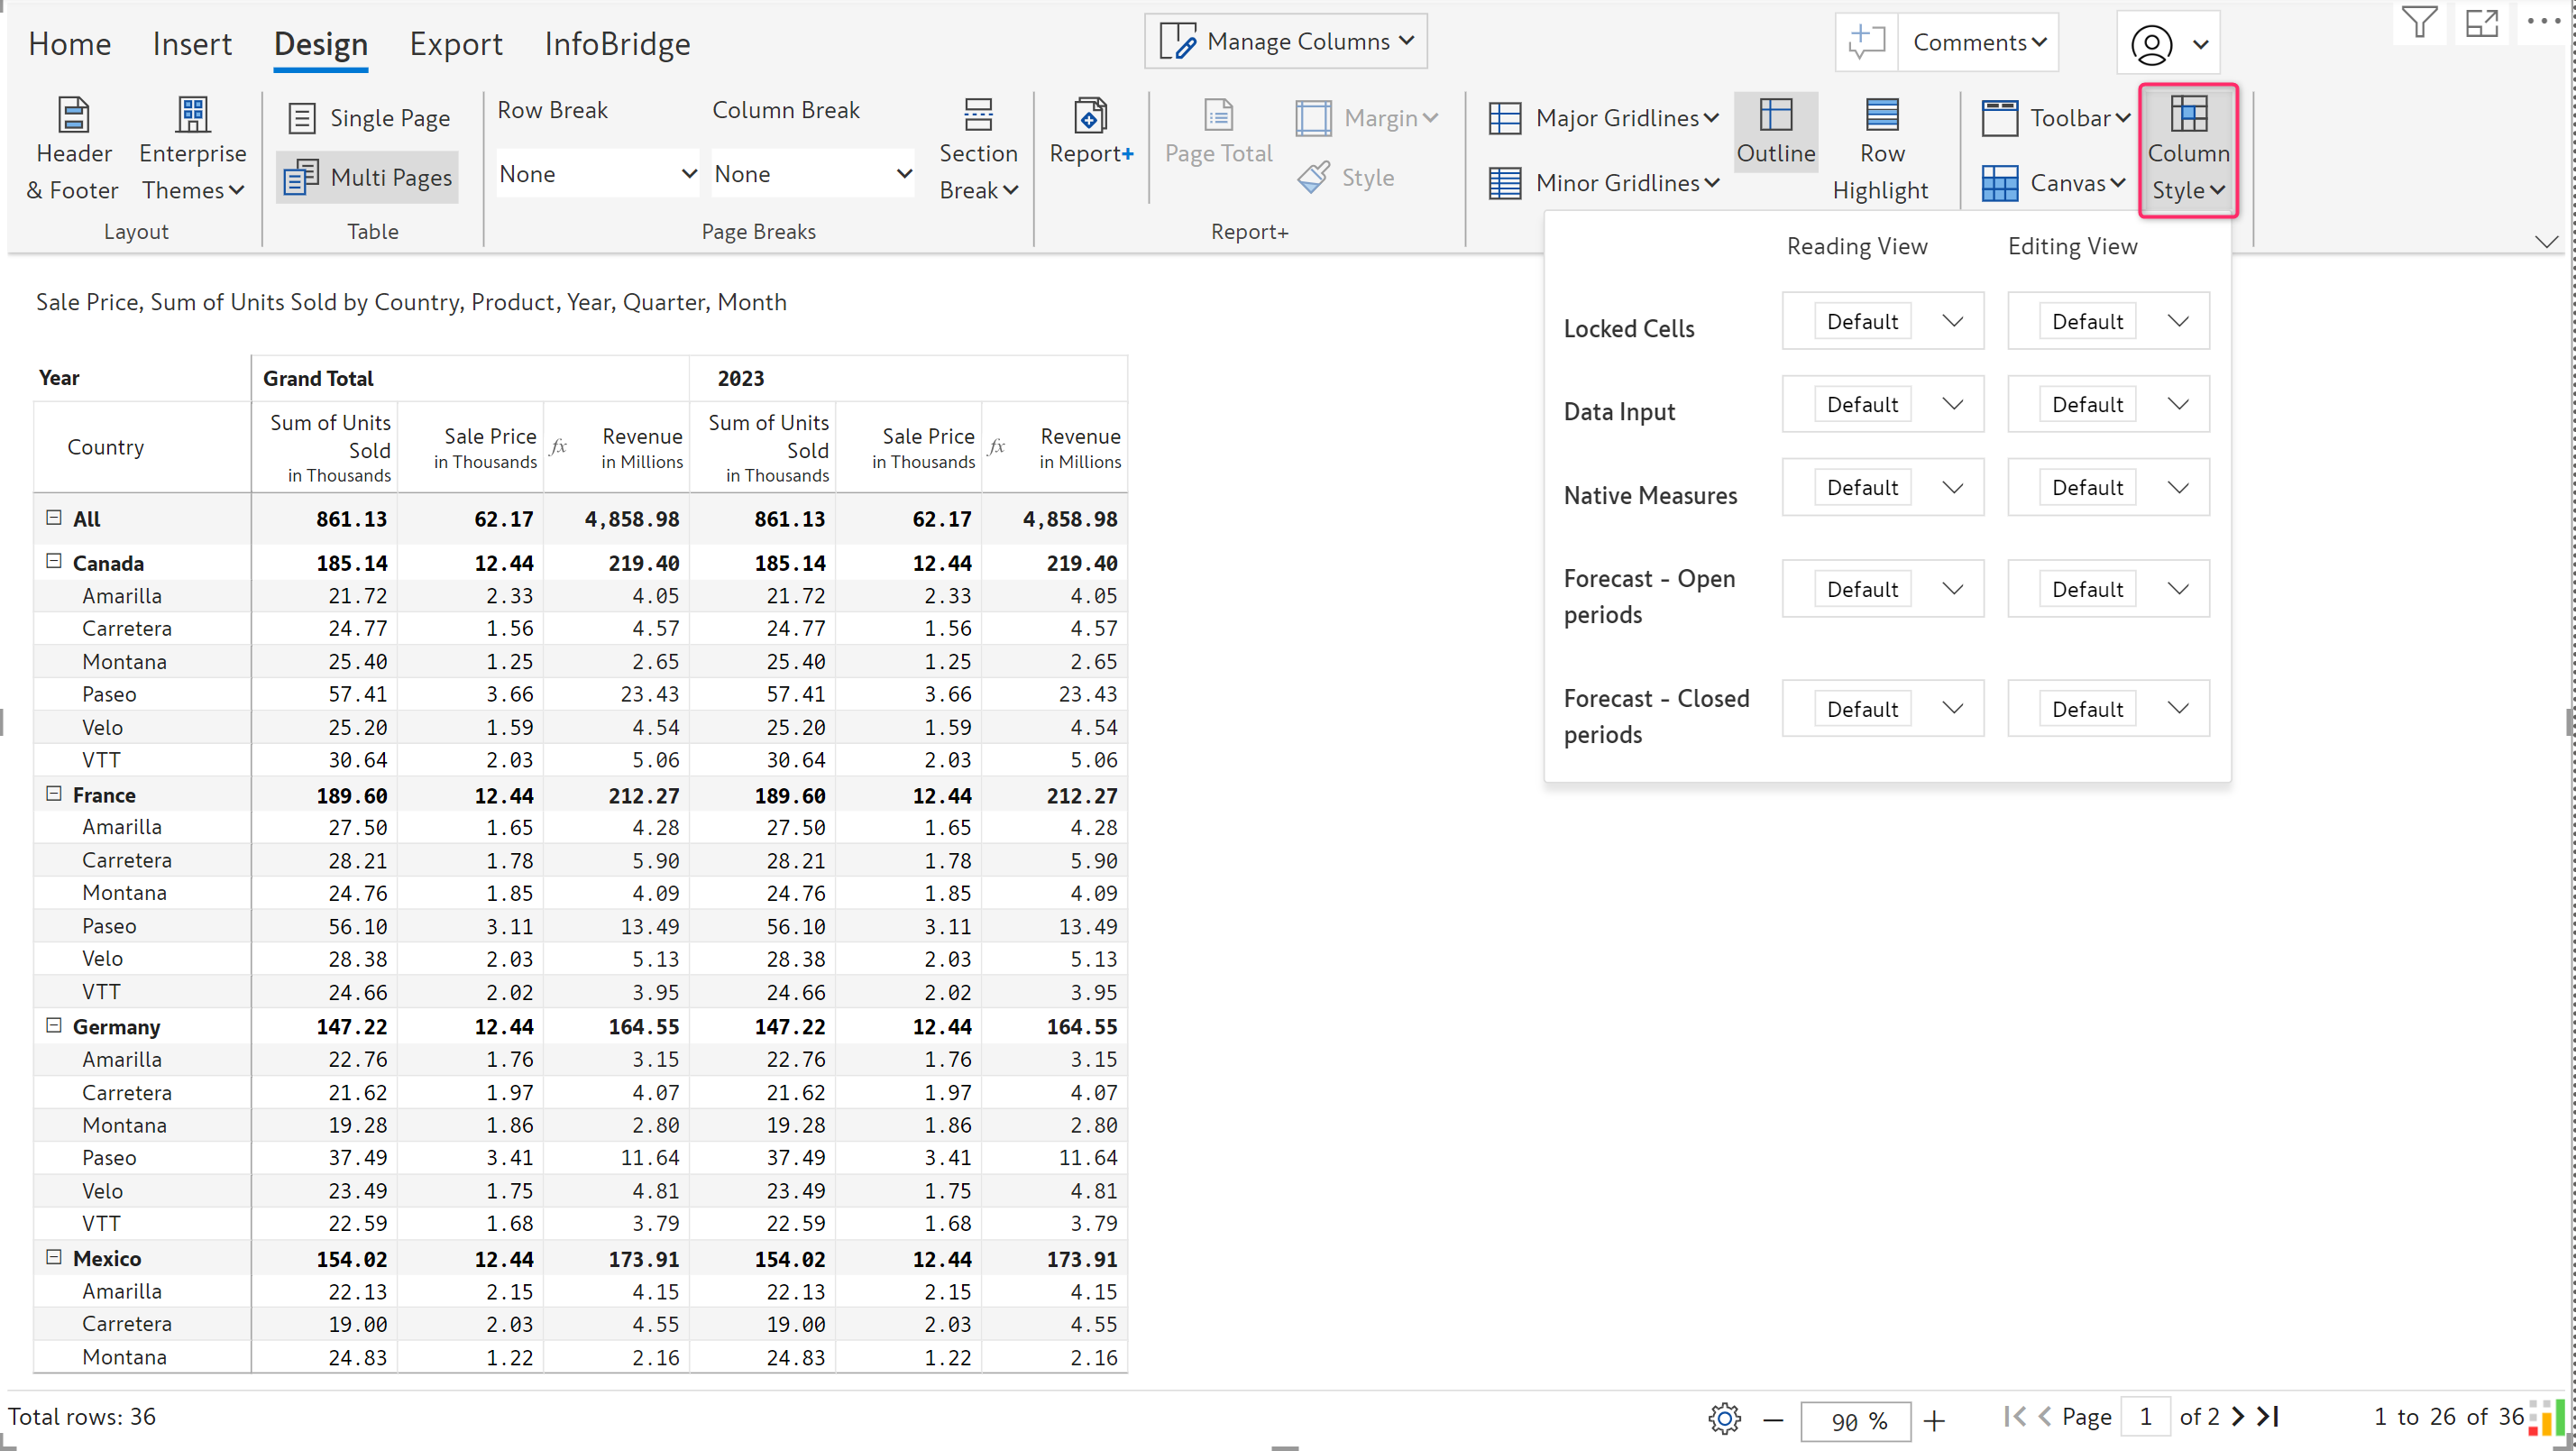 Home Insert Design Export InfoBridge Manage Columns Comments
Header & Footer
Enterprise Themes
Layout
Single Page
Multi Pages
Table
Row Break
None
Column Break
None
Section Break
Page Breaks
Report+
Page Total
Margin
Style
Report+
Major Gridlines
Minor Gridlines
Outline
Row Highlight
Toolbar
Canvas
Column Style
Reading View Editing View
Locked Cells Default Default
Data Input Default Default
Native Measures Default Default
Forecast - Open periods Default Default
Forecast - Closed periods Default Default
Sale Price, Sum of Units Sold by Country, Product, Year, Quarter, Month
Year Grand Total 2023
Country Sum of Units Sold in Thousands Sale Price in Thousands fx Revenue in Millions Sum of Units Sold in Thousands Sale Price in Thousands fx Revenue in Millions
All 861.13 62.17 4,858.98 861.13 62.17 4,858.98
Canada 185.14 12.44 219.40 185.14 12.44 219.40
Amarilla 21.72 2.33 4.05 21.72 2.33 4.05
Carretera 24.77 1.56 4.57 24.77 1.56 4.57
Montana 25.40 1.25 2.65 25.40 1.25 2.65
Paseo 57.41 3.66 23.43 57.41 3.66 23.43
Velo 25.20 1.59 4.54 25.20 1.59 4.54
VTT 30.64 2.03 5.06 30.64 2.03 5.06
France 189.60 12.44 212.27 189.60 12.44 212.27
Amarilla 27.50 1.65 4.28 27.50 1.65 4.28
Carretera 28.21 1.78 5.90 28.21 1.78 5.90
Montana 24.76 1.85 4.09 24.76 1.85 4.09
Paseo 56.10 3.11 13.49 56.10 3.11 13.49
Velo 28.38 2.03 5.13 28.38 2.03 5.13
VTT 24.66 2.02 3.95 24.66 2.02 3.95
Germany 147.22 12.44 164.55 147.22 12.44 164.55
Amarilla 22.76 1.76 3.15 22.76 1.76 3.15
Carretera 21.62 1.97 4.07 21.62 1.97 4.07
Montana 19.28 1.86 2.80 19.28 1.86 2.80
Paseo 37.49 3.41 11.64 37.49 3.41 11.64
Velo 23.49 1.75 4.81 23.49 1.75 4.81
VTT 22.59 1.68 3.79 22.59 1.68 3.79
Mexico 154.02 12.44 173.91 154.02 12.44 173.91
Amarilla 22.13 2.15 4.15 22.13 2.15 4.15
Carretera 19.00 2.03 4.55 19.00 2.03 4.55
Montana 24.83 1.22 2.16 24.83 1.22 2.16
Total rows: 36 90 % Page 1 of 2 1 to 26 of 36